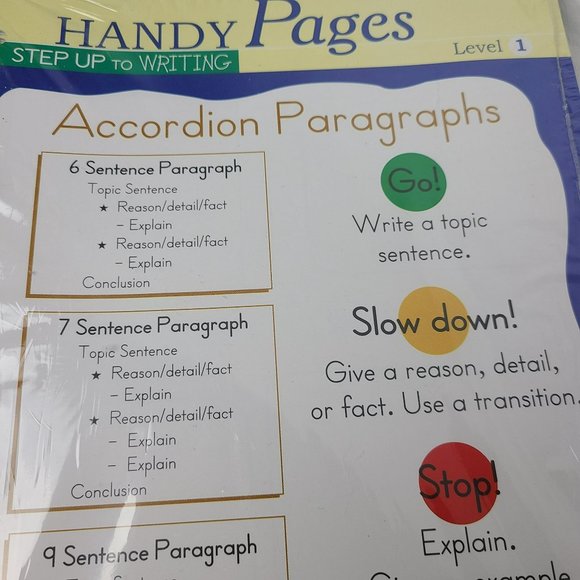 HANDY Pages
STEP UP TO WRITING
Level 1
Accordion Paragraphs
6 Sentence Paragraph
Topic Sentence
★ Reason/detail/fact
– Explain
★ Reason/detail/fact
– Explain
Conclusion
7 Sentence Paragraph
Topic Sentence
★ Reason/detail/fact
– Explain
★ Reason/detail/fact
– Explain
– Explain
Conclusion
9 Sentence Paragraph
Go!
Write a topic
sentence.
Slow down!
Give a reason, detail,
or fact. Use a transition.
Stop!
Explain.
example